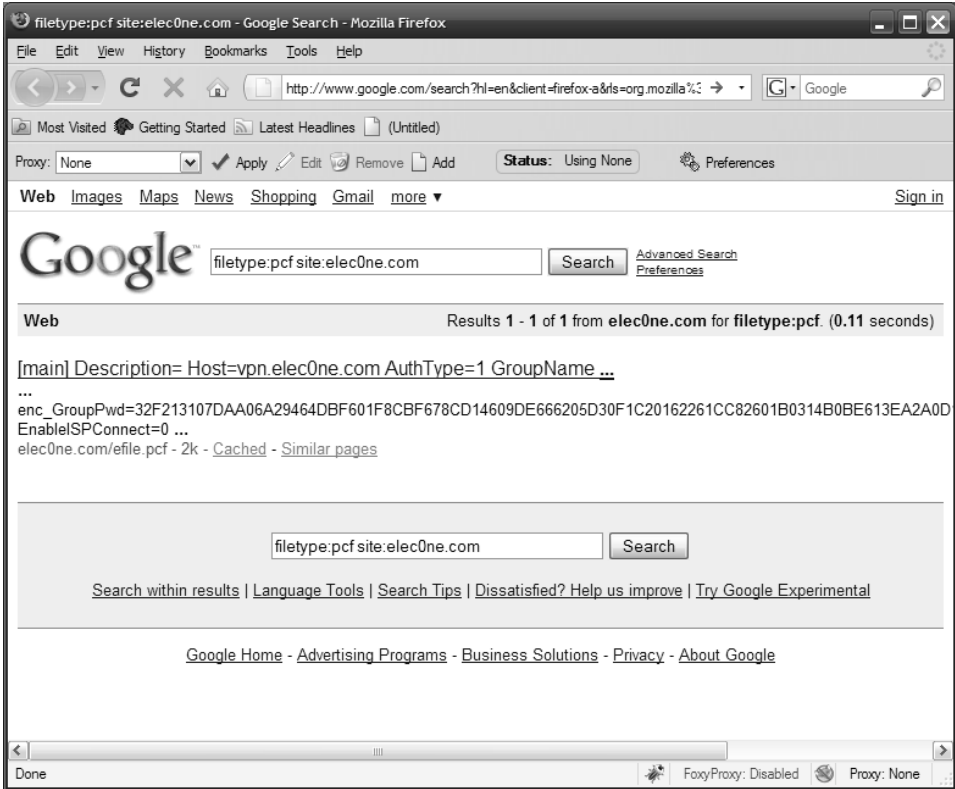 filetype:pcf site:elec0ne.com - Google Search - Mozilla Firefox
File Edit View History Bookmarks Tools Help
http://www.google.com/search?hl=en&client=firefox-a&rls=org.mozilla%3 G Google
Most Visited Getting Started Latest Headlines (Untitled)
Proxy: None Apply Edit Remove Add Status: Using None Preferences
Web Images Maps News Shopping Gmail more ▼ Sign in
Google™ filetype:pcf site:elec0ne.com Search Advanced Search
Preferences
Web Results 1 - 1 of 1 from elec0ne.com for filetype:pcf. (0.11 seconds)
[main] Description= Host=vpn.elec0ne.com AuthType=1 GroupName ...
...
enc_GroupPwd=32F213107DAA06A29464DBF601F8CBF678CD14609DE666205D30F1C20162261CC82601B0314B0BE613EA2A0D
EnableISPConnect=0 ...
elec0ne.com/efile.pcf - 2k - Cached - Similar pages
filetype:pcf site:elec0ne.com Search
Search within results | Language Tools | Search Tips | Dissatisfied? Help us improve | Try Google Experimental
Google Home - Advertising Programs - Business Solutions - Privacy - About Google
Done FoxyProxy: Disabled Proxy: None